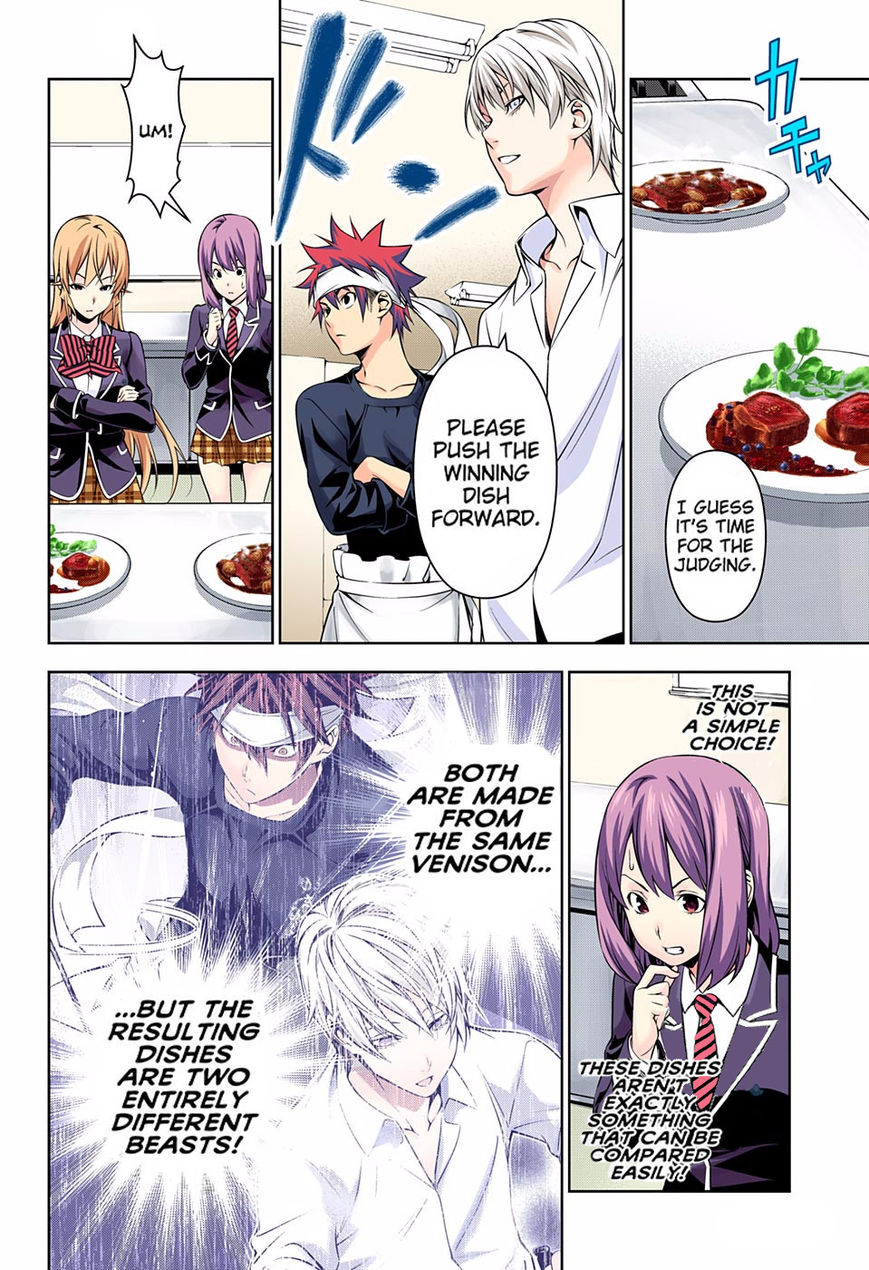 カチャ
I GUESS
IT'S TIME
FOR THE
JUDGING.
ドン
PLEASE
PUSH THE
WINNING
DISH
FORWARD.
UM!
THIS
IS NOT
A SIMPLE
CHOICE!
THESE DISHES
AREN'T
EXACTLY
SOMETHING
THAT CAN BE
COMPARED
EASILY!
BOTH
ARE MADE
FROM
THE SAME
VENISON...
...BUT THE
RESULTING
DISHES
ARE TWO
ENTIRELY
DIFFERENT
BEASTS!